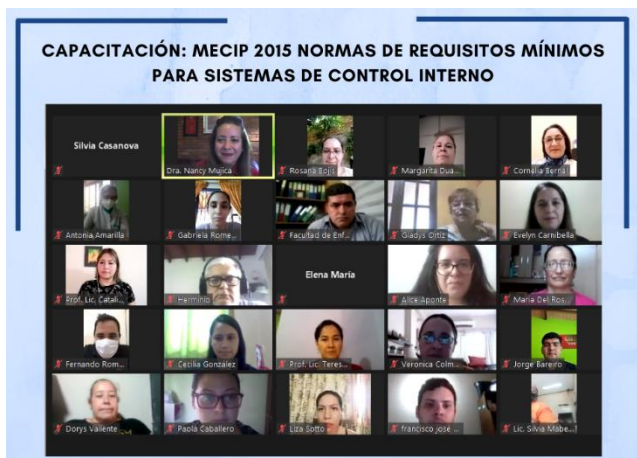 CAPACITACIÓN: MECIP 2015 NORMAS DE REQUISITOS MÍNIMOS
PARA SISTEMAS DE CONTROL INTERNO
Silvia Casanova
Dra. Nancy Mujica
Rosana Bojis
Margarita Dua...
Cornelia Bernal
Antonia Amarilla
Gabriela Rome...
Facultad de Enf...
Gladys Ortiz
Evelyn Carnibella
Prof. Lic. Catali...
Herminio
Elena María
Alice Aponte
Maria Del Ros...
Fernando Rom...
Cecilia González
Prof. Lic. Teres...
Veronica Colm...
Jorge Bareiro
Dorys Valiente
Paola Caballero
Liza Sotto
francisco jose ...
Lic. Silvia Mabe...